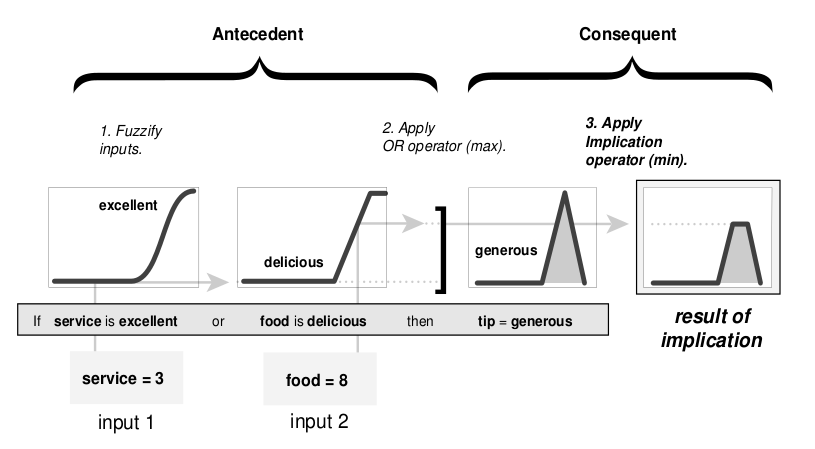 Antecedent
Consequent
1. Fuzzify
inputs.
2. Apply
OR operator (max).
3. Apply
Implication
operator (min).
excellent
delicious
generous
If service is excellent or food is delicious then tip = generous
result of
implication
service = 3
food = 8
input 1
input 2